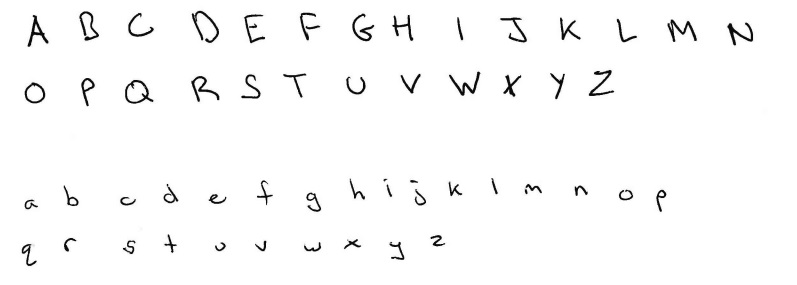 A B C D E F G H I J K L M N
O P Q R S T U V W X Y Z
a b c d e f g h i j k l m n o p
q r s t u v w x y z